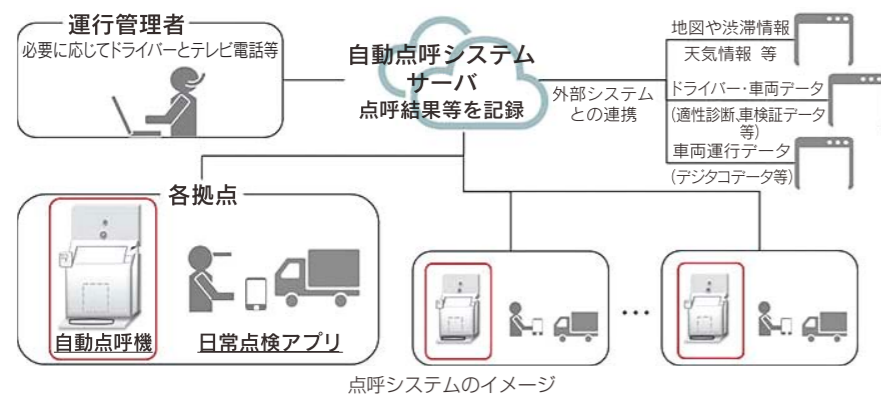 運行管理者
必要に応じてドライバーとテレビ電話等
自動点呼システム
サーバ
点呼結果等を記録
外部システム
との連携
地図や渋滞情報
天気情報 等
ドライバー・車両データ
(適性診断、車検証データ
等)
車両運行データ
(デジタコデータ等)
各拠点
自動点呼機
日常点検アプリ
…
点呼システムのイメージ